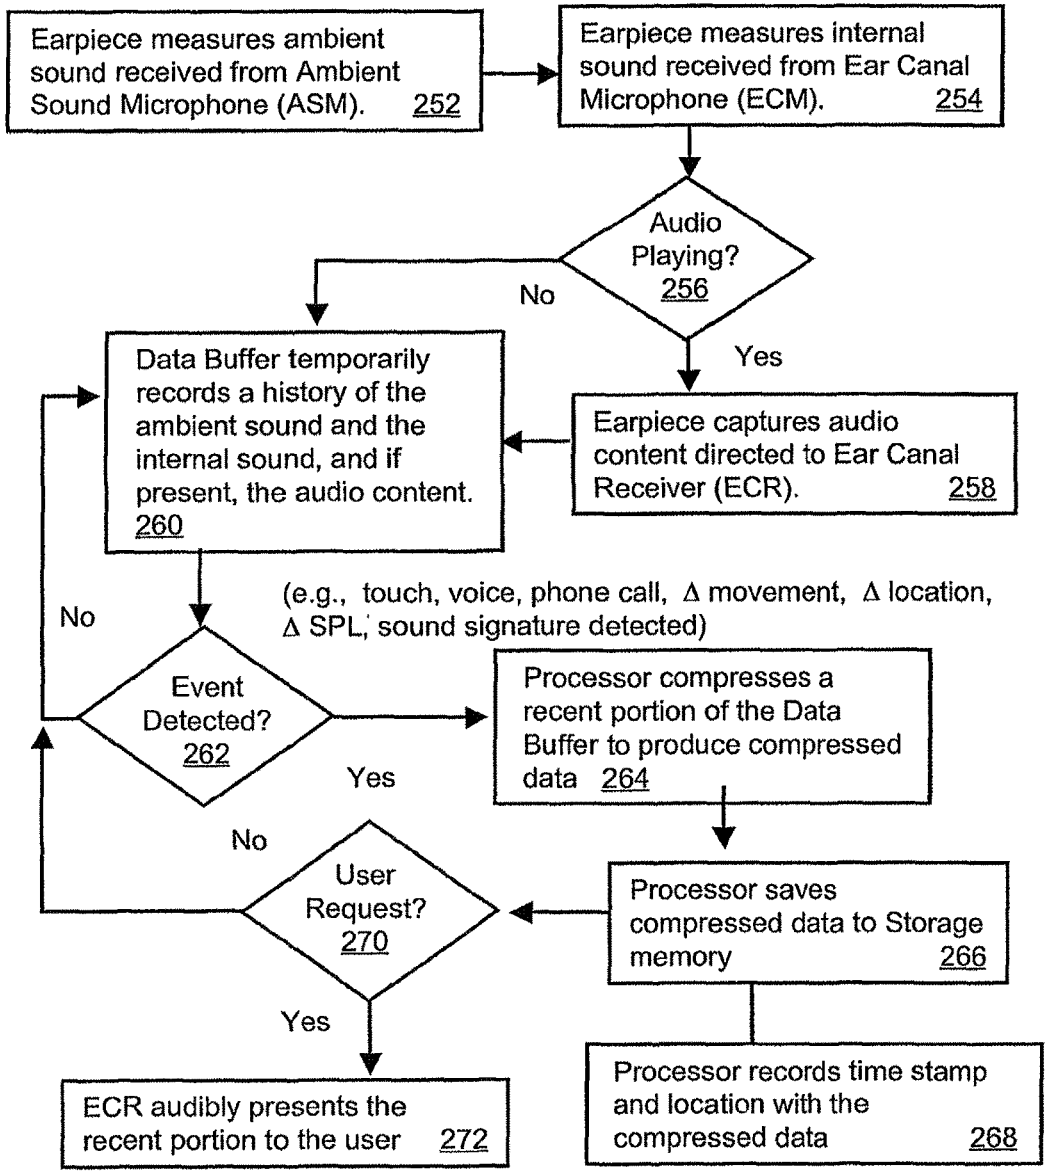 Earpiece measures ambient
sound received from Ambient
Sound Microphone (ASM). 252
Earpiece measures internal
sound received from Ear Canal
Microphone (ECM). 254
Audio
Playing?
256
No
Yes
Data Buffer temporarily
records a history of the
ambient sound and the
internal sound, and if
present, the audio content.
260
Earpiece captures audio
content directed to Ear Canal
Receiver (ECR). 258
(e.g., touch, voice, phone call, Δ movement, Δ location,
Δ SPL, sound signature detected)
No
Event
Detected?
262
Yes
Processor compresses a
recent portion of the Data
Buffer to produce compressed
data 264
No
User
Request?
270
Processor saves
compressed data to Storage
memory 266
Yes
Processor records time stamp
and location with the
compressed data 268
ECR audibly presents the
recent portion to the user 272